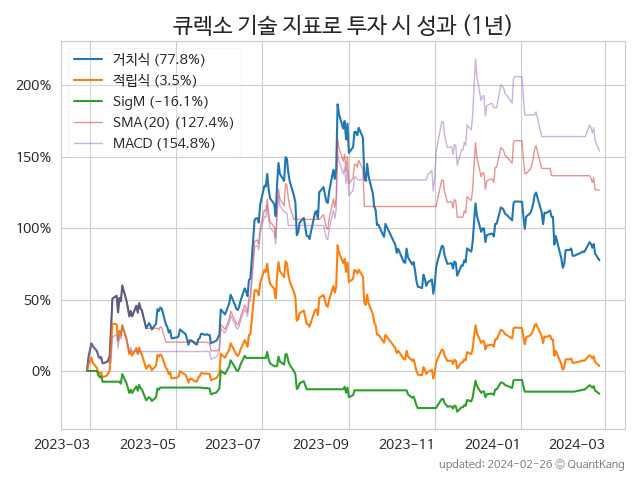 큐렉소 기술 지표로 투자 시 성과 (1년)
거치식 (77.8%)
적립식 (3.5%)
SigM (−16.1%)
SMA(20) (127.4%)
MACD (154.8%)
200%
150%
100%
50%
0%
2023-03 2023-05 2023-07 2023-09 2023-11 2024-01 2024-03
updated: 2024-02-26 © QuantKang